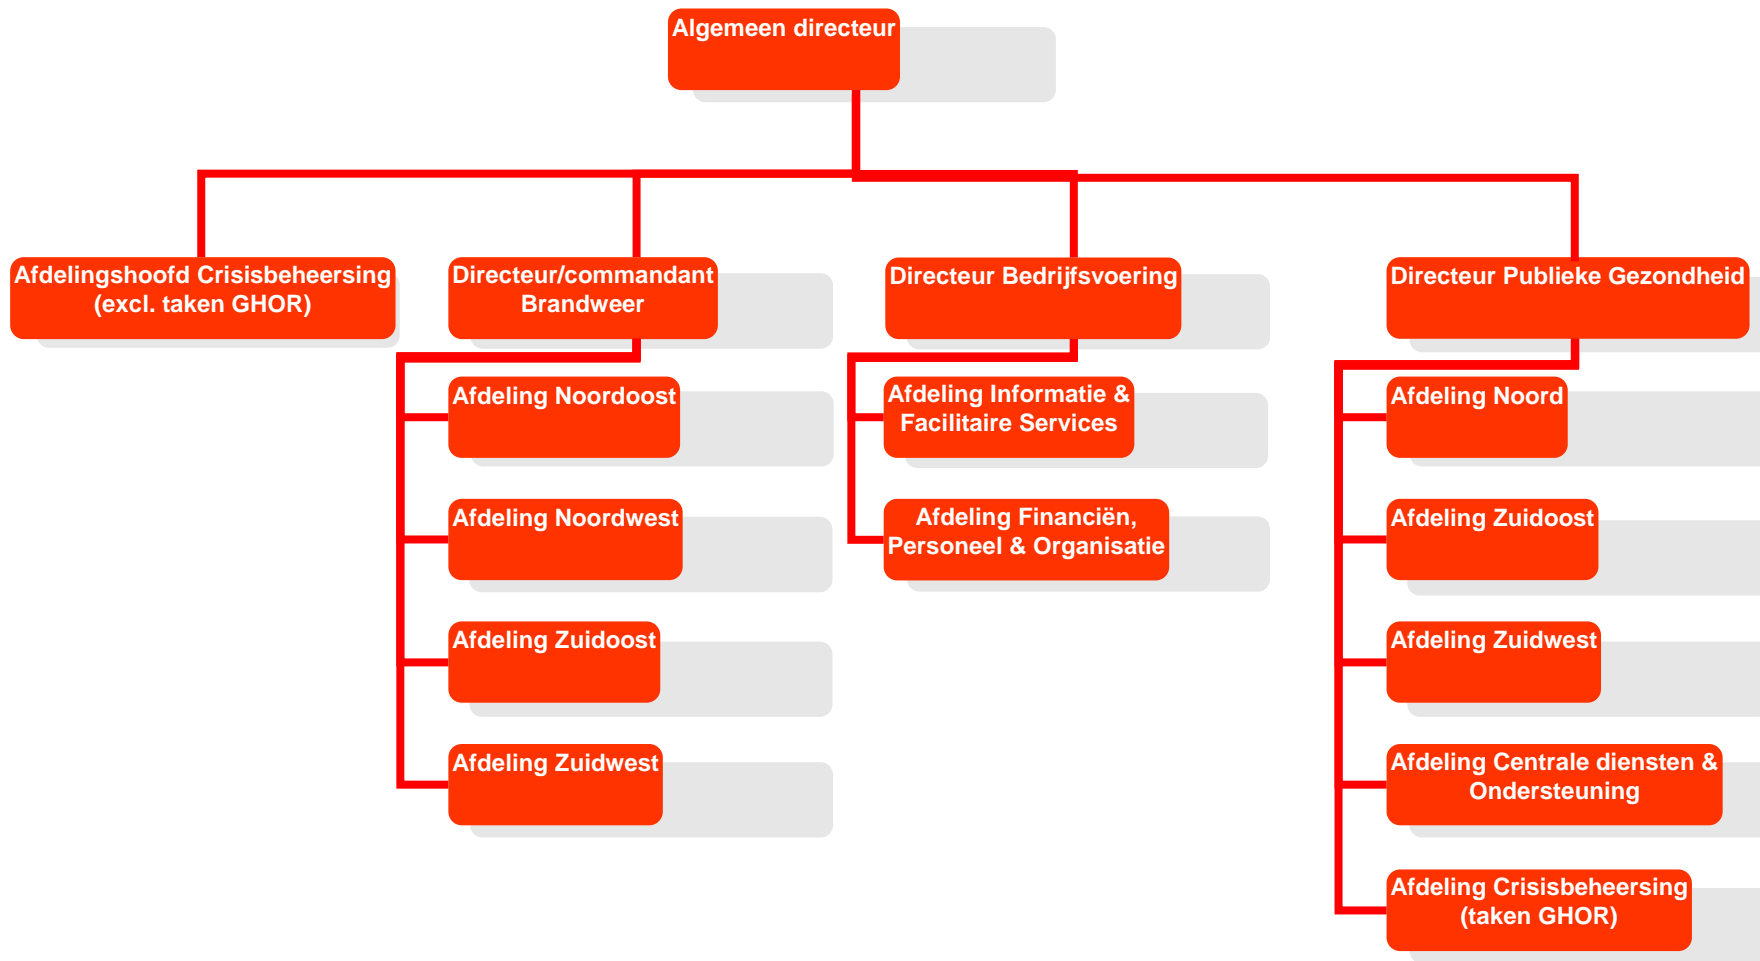 Algemeen directeur
Afdelingshoofd Crisisbeheersing
(excl. taken GHOR)
Directeur/commandant
Brandweer
Directeur Bedrijfsvoering
Directeur Publieke Gezondheid
Afdeling Noordoost
Afdeling Noordwest
Afdeling Zuidoost
Afdeling Zuidwest
Afdeling Informatie &
Facilitaire Services
Afdeling Financiën,
Personeel & Organisatie
Afdeling Noord
Afdeling Zuidoost
Afdeling Zuidwest
Afdeling Centrale diensten &
Ondersteuning
Afdeling Crisisbeheersing
(taken GHOR)